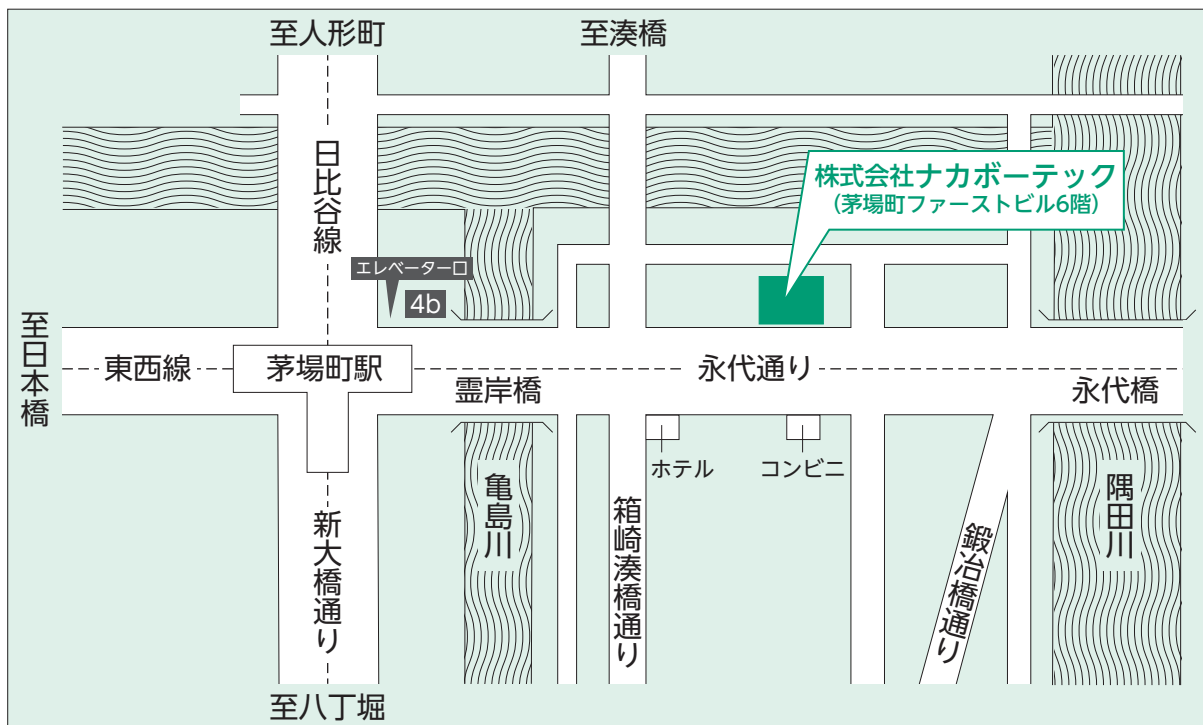 至人形町
至湊橋
日比谷線
株式会社ナカボーテック
（茅場町ファーストビル6階）
エレベーター口
4b
至日本橋
東西線
茅場町駅
永代通り
霊岸橋
永代橋
ホテル
コンビニ
亀島川
新大橋通り
箱崎湊橋通り
鍛冶橋通り
隅田川
至八丁堀